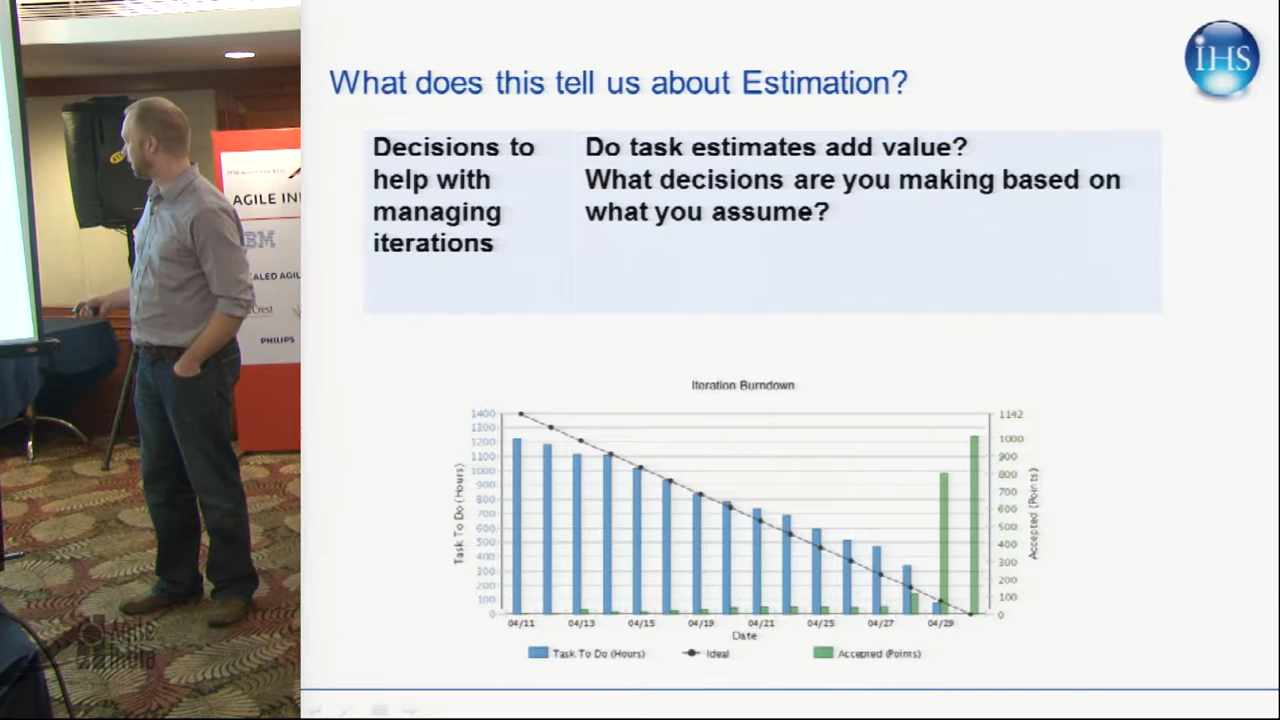 What does this tell us about Estimation?
IHS
Decisions to
help with
managing
iterations
Do task estimates add value?
What decisions are you making based on
what you assume?
AGILE IN
IBM
CALED AGIL
Crest
PHILIPS
Agile
India
Iteration Burndown
1400
1300
1200
1100
1000
900
800
700
600
500
400
300
200
100
0
Task To Do (Hours)
1142
1000
900
800
700
600
500
400
300
200
100
0
Accepted (Points)
04/11
04/13
04/15
04/19
04/21
04/25
04/27
04/29
Date
Task To Do (Hours)
Ideal
Accepted (Points)